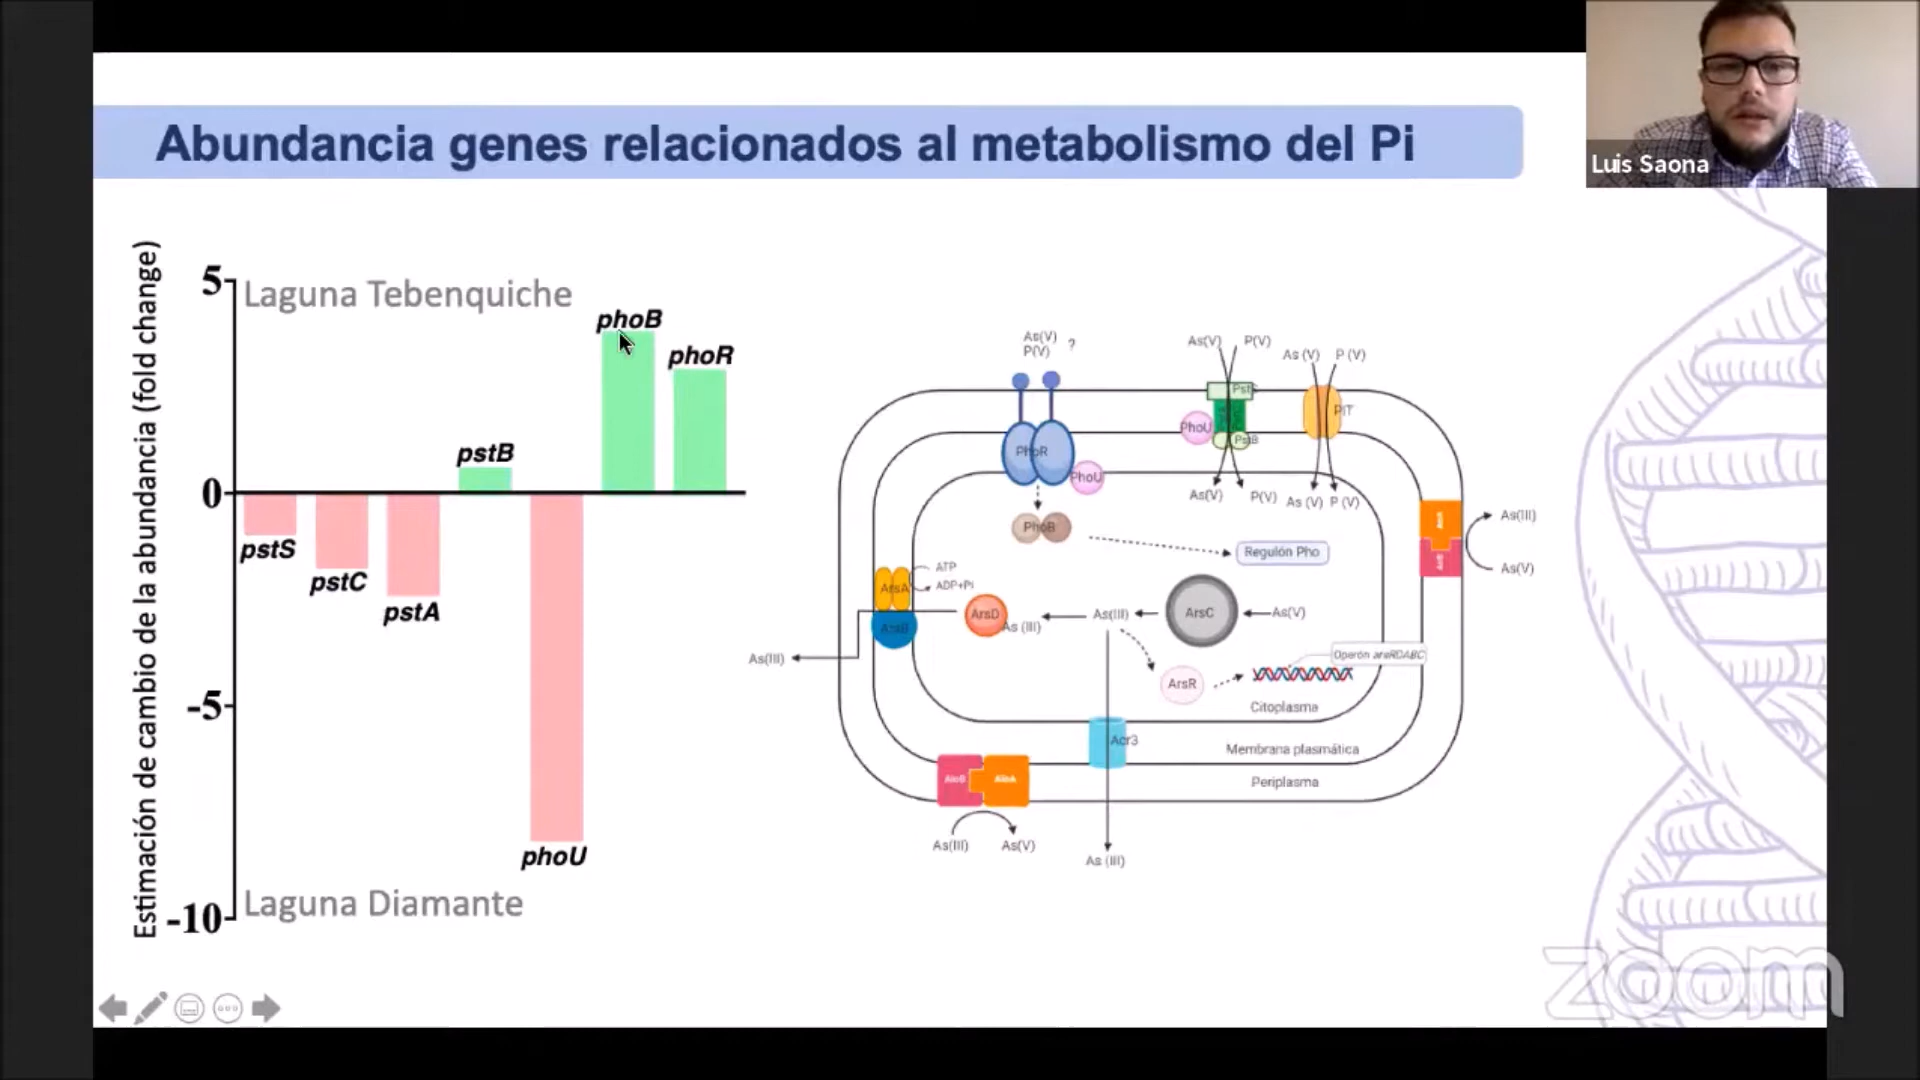 Luis Saona
Abundancia genes relacionados al metabolismo del Pi
Estimación de cambio de la abundancia (fold change)
5
0
-5
-10
Laguna Tebenquiche
phoB
phoR
pstB
pstS
pstC
pstA
phoU
Laguna Diamante
As(V)
P(V)
?
As(V)
P(V)
As (V)
P (V)
PIT
PhoU
PstB
PhoR
PhoU
As(V)
P(V)
As (V)
P (V)
PhoB
Regulón Pho
As(III)
As(V)
ArsA
ATP
ADP+Pi
ArsB
ArsD
As (III)
As(III)
ArsC
As(V)
As(III)
ArsR
Operón arsRDABC
Citoplasma
Acr3
Membrana plasmática
Periplasma
AioB
AioA
As(III)
As(V)
As (III)
zoom